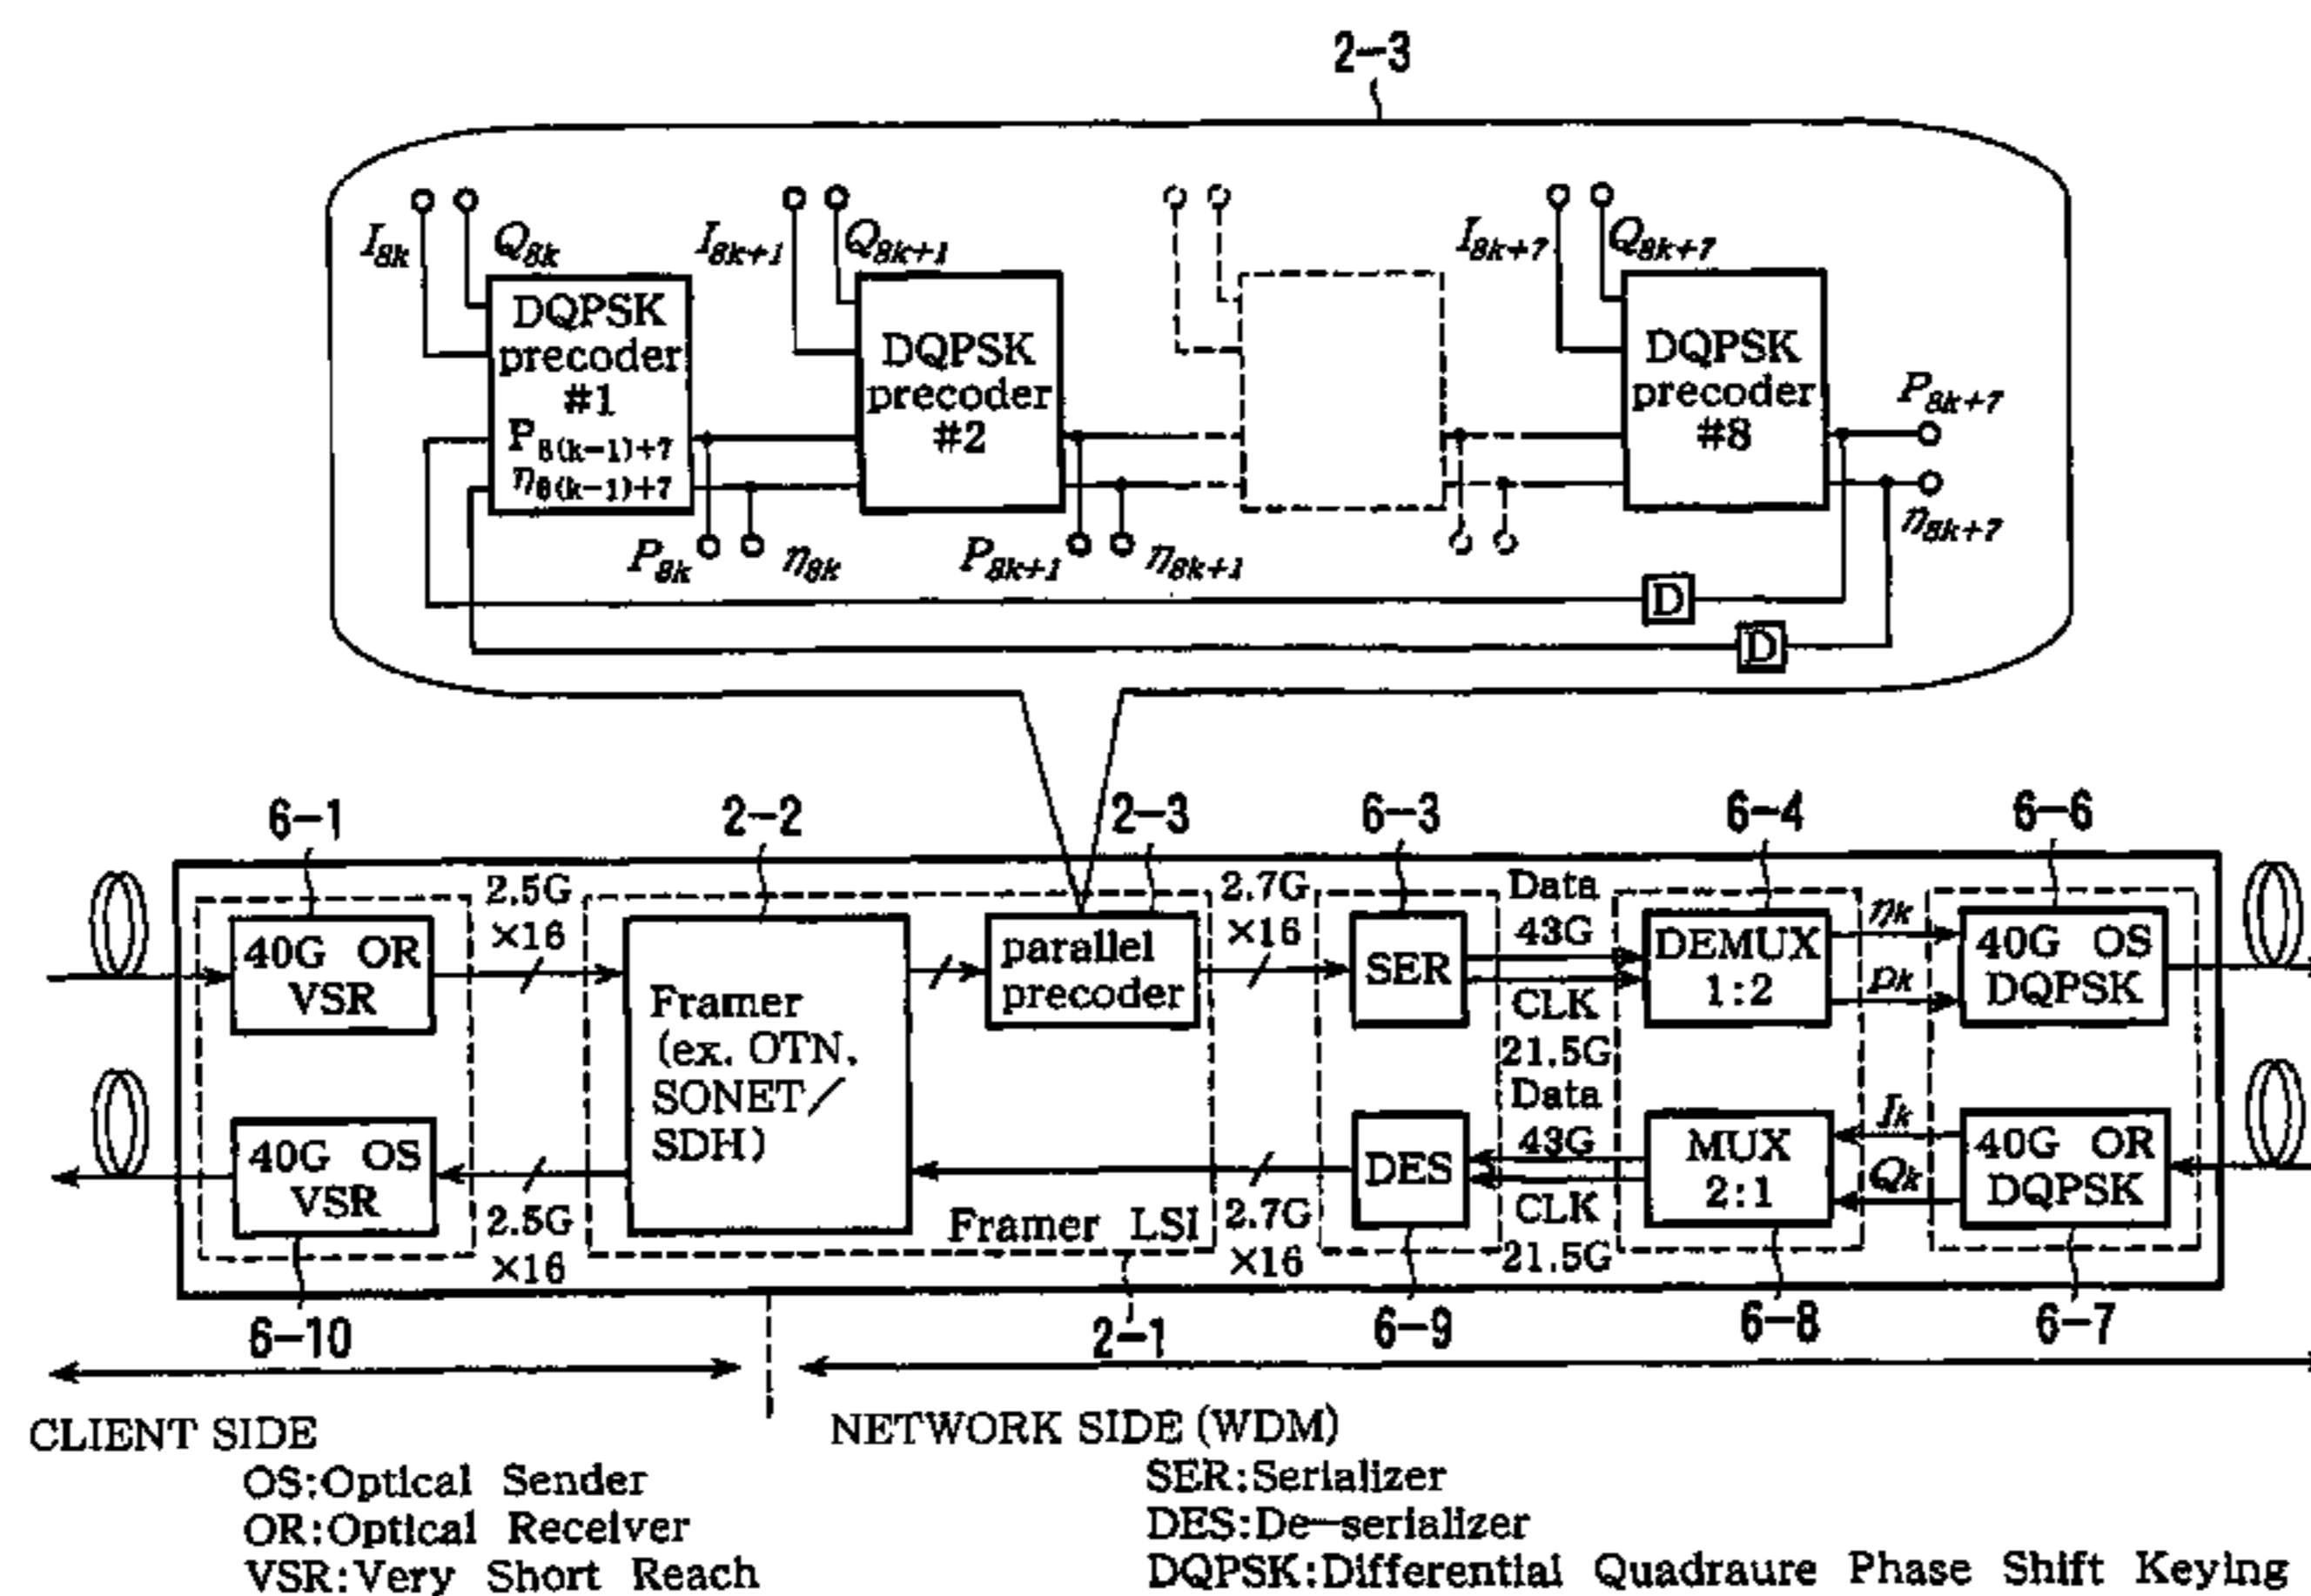 2-3
I8k Q8k I8k+1 Q8k+1 I8k+7 Q8k+7
DQPSK
precoder
#1
P8(k-1)+7
η8(k-1)+7
DQPSK
precoder
#2
DQPSK
precoder
#8
P8k+7
η8k+7
P8k η8k P8k+1 η8k+1
D
D
6-1 2-2 2-3 6-3 6-4 6-6
40G OR
VSR
2.5G
×16
Framer
(ex. OTN,
SONET/
SDH)
parallel
precoder
2.7G
×16
SER
Data
43G
CLK
21.5G
DEMUX
1:2
ηk
pk
40G OS
DQPSK
40G OS
VSR
2.5G
×16
Framer LSI
2.7G
×16
DES
Data
43G
CLK
21.5G
MUX
2:1
Ik
Qk
40G OR
DQPSK
6-10 2-1 6-9 6-8 6-7
CLIENT SIDE
NETWORK SIDE (WDM)
OS:Optical Sender
OR:Optical Receiver
VSR:Very Short Reach
SER:Serializer
DES:De-serializer
DQPSK:Differential Quadraure Phase Shift Keying